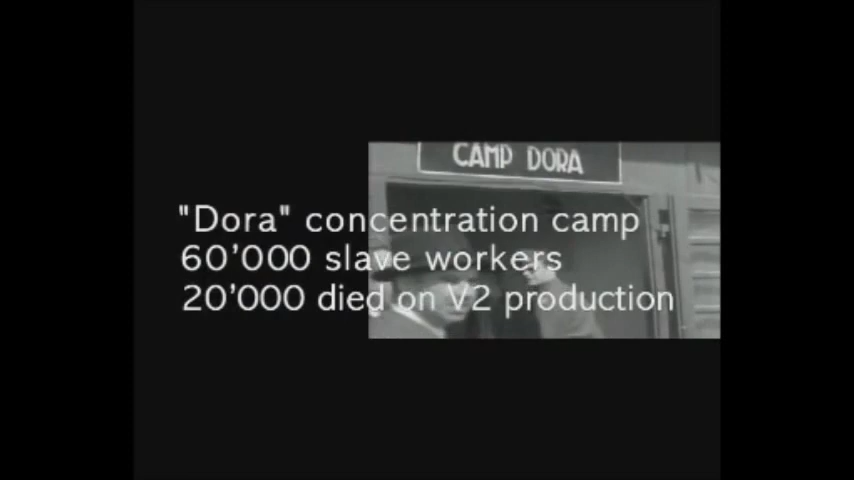 CAMP DORA
"Dora" concentration camp
60’000 slave workers
20’000 died on V2 production